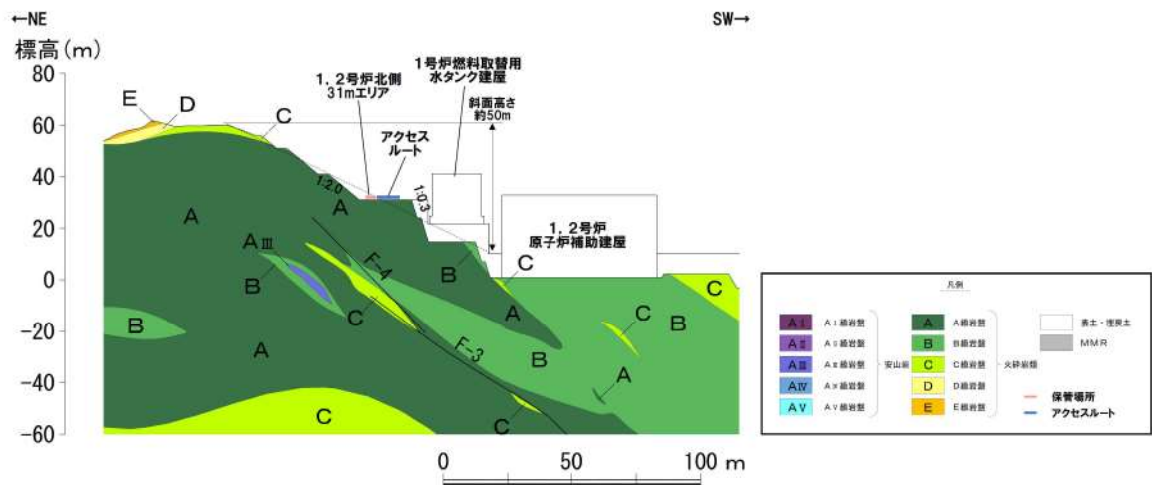 ←NE
SW→
標高(m)
1号炉燃料取替用
水タンク建屋
1，2号炉北側
31mエリア
斜面高さ
約50m
アクセス
ルート
80
60
40
20
0
-20
-40
-60
E
D
C
C
1:2.0
1:0.3
A
A
1，2号炉
原子炉補助建屋
AⅢ
B
B
F-4
C
C
B
C
A
C
B
B
A
F-3
B
A
C
C
0
50
100 m
凡例
AⅠ
AⅠ級岩盤
AⅡ
AⅡ級岩盤
AⅢ
AⅢ級岩盤
AⅣ
AⅣ級岩盤
AⅤ
AⅤ級岩盤
安山岩
A
A級岩盤
B
B級岩盤
C
C級岩盤
D
D級岩盤
E
E級岩盤
火砕岩類
表土・埋戻土
MMR
保管場所
アクセスルート